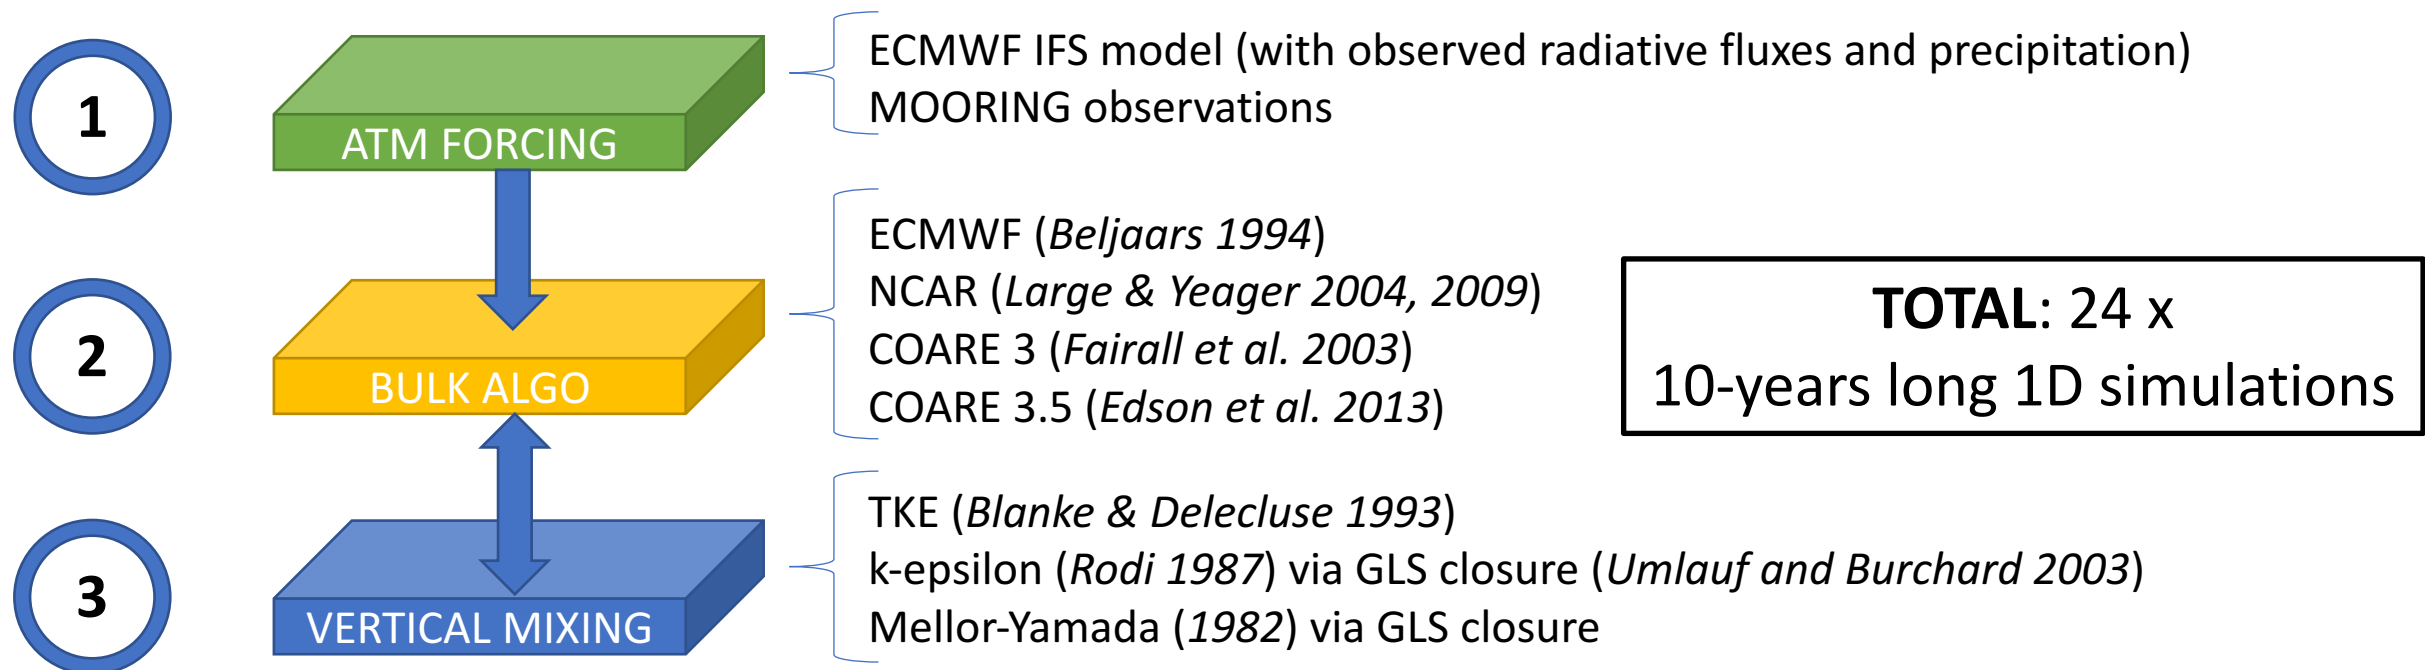 1
ATM FORCING
ECMWF IFS model (with observed radiative fluxes and precipitation)
MOORING observations
2
BULK ALGO
ECMWF (Beljaars 1994)
NCAR (Large & Yeager 2004, 2009)
COARE 3 (Fairall et al. 2003)
COARE 3.5 (Edson et al. 2013)
TOTAL: 24 x
10-years long 1D simulations
3
VERTICAL MIXING
TKE (Blanke & Delecluse 1993)
k-epsilon (Rodi 1987) via GLS closure (Umlauf and Burchard 2003)
Mellor-Yamada (1982) via GLS closure